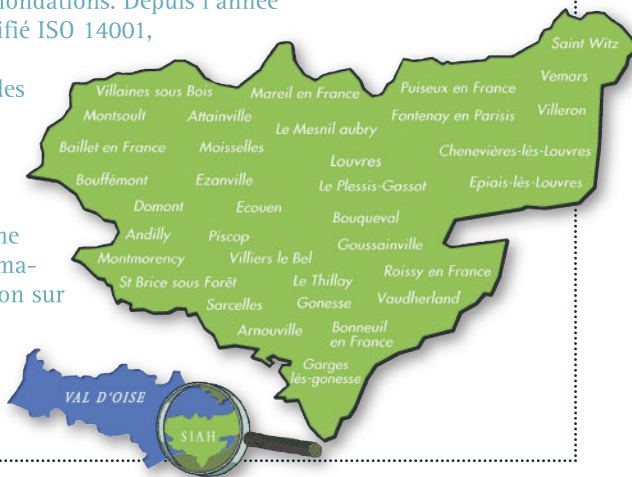 nondations. Depuis l'année
ifié ISO 14001,
les
ne
ma-
on sur
Saint Witz
Vemars
Villaines sous Bois
Mareil en France
Puiseux en France
Montsoult
Attainville
Fontenay en Parisis
Villeron
Le Mesnil aubry
Baillet en France
Moisselles
Louvres
Chenevières-lès-Louvres
Bouffémont
Ezanville
Le Plessis-Gassot
Epiais-lès-Louvres
Domont
Ecouen
Bouqueval
Andilly
Piscop
Goussainville
Montmorency
Villiers le Bel
Roissy en France
St Brice sous Forêt
Le Thillay
Sarcelles
Gonesse
Vaudherland
Arnouville
Bonneuil
en France
Garges
lès-gonesse
VAL D'OISE
SIAH